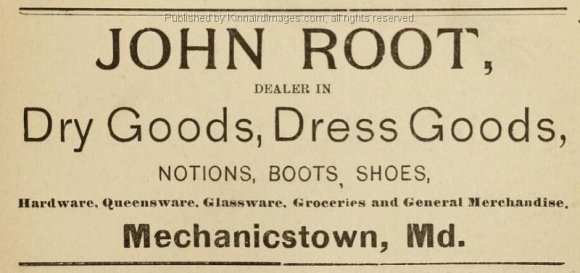 Published by Kinnairdimages.com, all rights reserved
JOHN ROOT,
DEALER IN
Dry Goods, Dress Goods,
NOTIONS, BOOTS, SHOES,
Hardware, Queensware, Glassware, Groceries and General Merchandise,
Mechanicstown, Md.